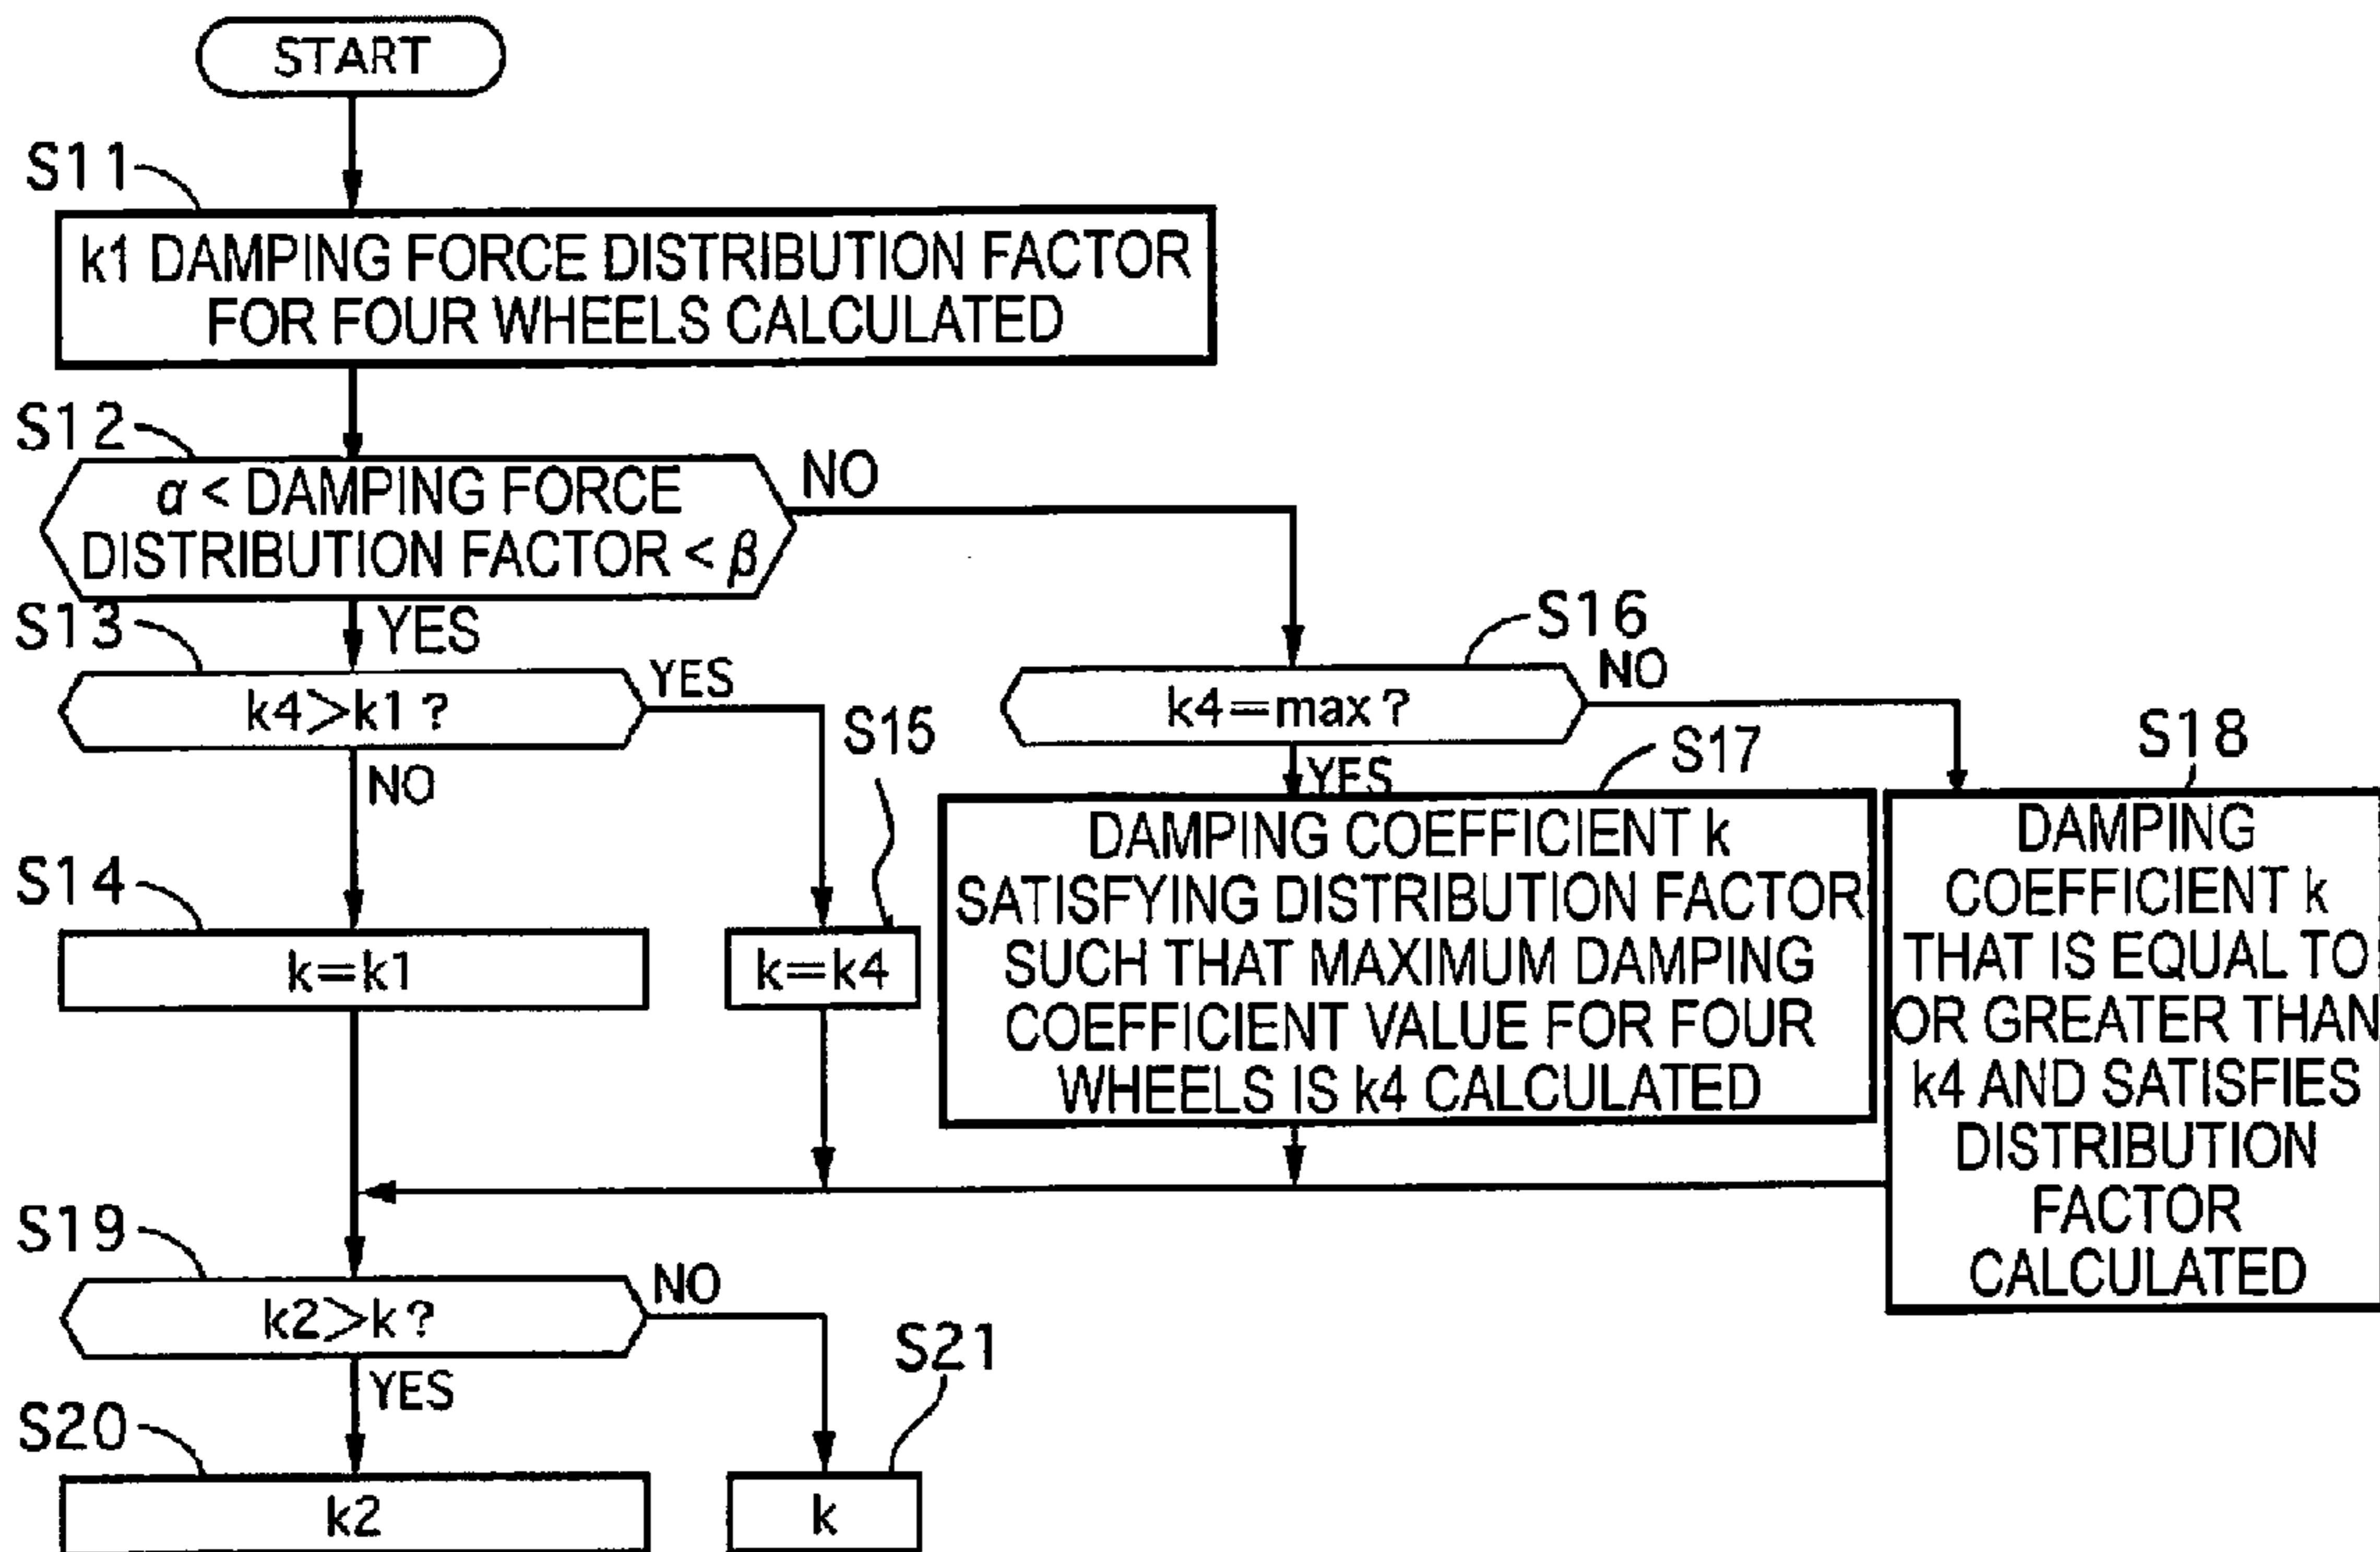 START
S11
k1 DAMPING FORCE DISTRIBUTION FACTOR
FOR FOUR WHEELS CALCULATED
S12
α < DAMPING FORCE
DISTRIBUTION FACTOR < β
NO
YES
S13
k4>k1?
YES
NO
S14
k=k1
S15
k=k4
S16
k4=max?
NO
YES
S17
DAMPING COEFFICIENT k
SATISFYING DISTRIBUTION FACTOR
SUCH THAT MAXIMUM DAMPING
COEFFICIENT VALUE FOR FOUR
WHEELS IS k4 CALCULATED
S18
DAMPING
COEFFICIENT k
THAT IS EQUAL TO
OR GREATER THAN
k4 AND SATISFIES
DISTRIBUTION
FACTOR
CALCULATED
S19
k2>k?
NO
YES
S20
k2
S21
k